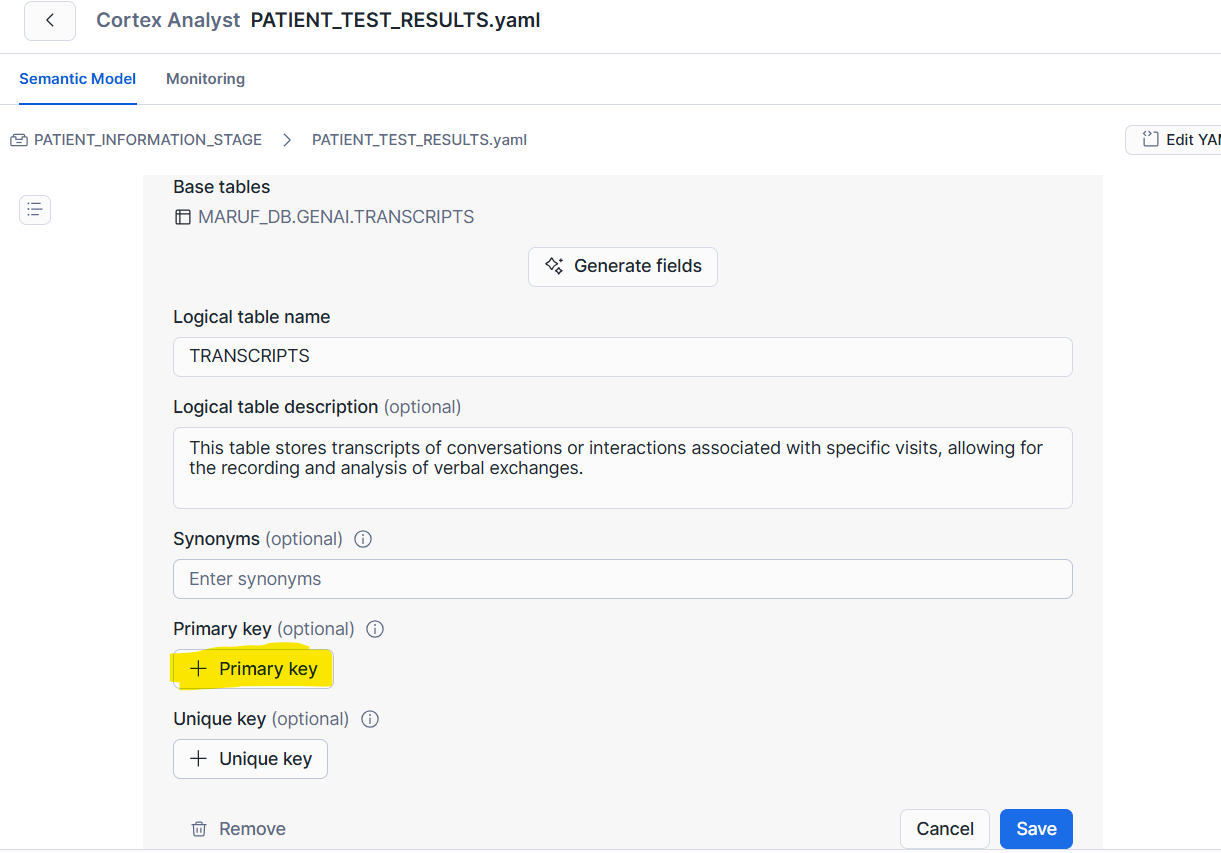 Cortex Analyst PATIENT_TEST_RESULTS.yaml
Semantic Model Monitoring
PATIENT_INFORMATION_STAGE > PATIENT_TEST_RESULTS.yaml
Edit YAM
Base tables
MARUF_DB.GENAI.TRANSCRIPTS
Generate fields
Logical table name
TRANSCRIPTS
Logical table description (optional)
This table stores transcripts of conversations or interactions associated with specific visits, allowing for
the recording and analysis of verbal exchanges.
Synonyms (optional)
Enter synonyms
Primary key (optional)
+ Primary key
Unique key (optional)
+ Unique key
Remove
Cancel
Save